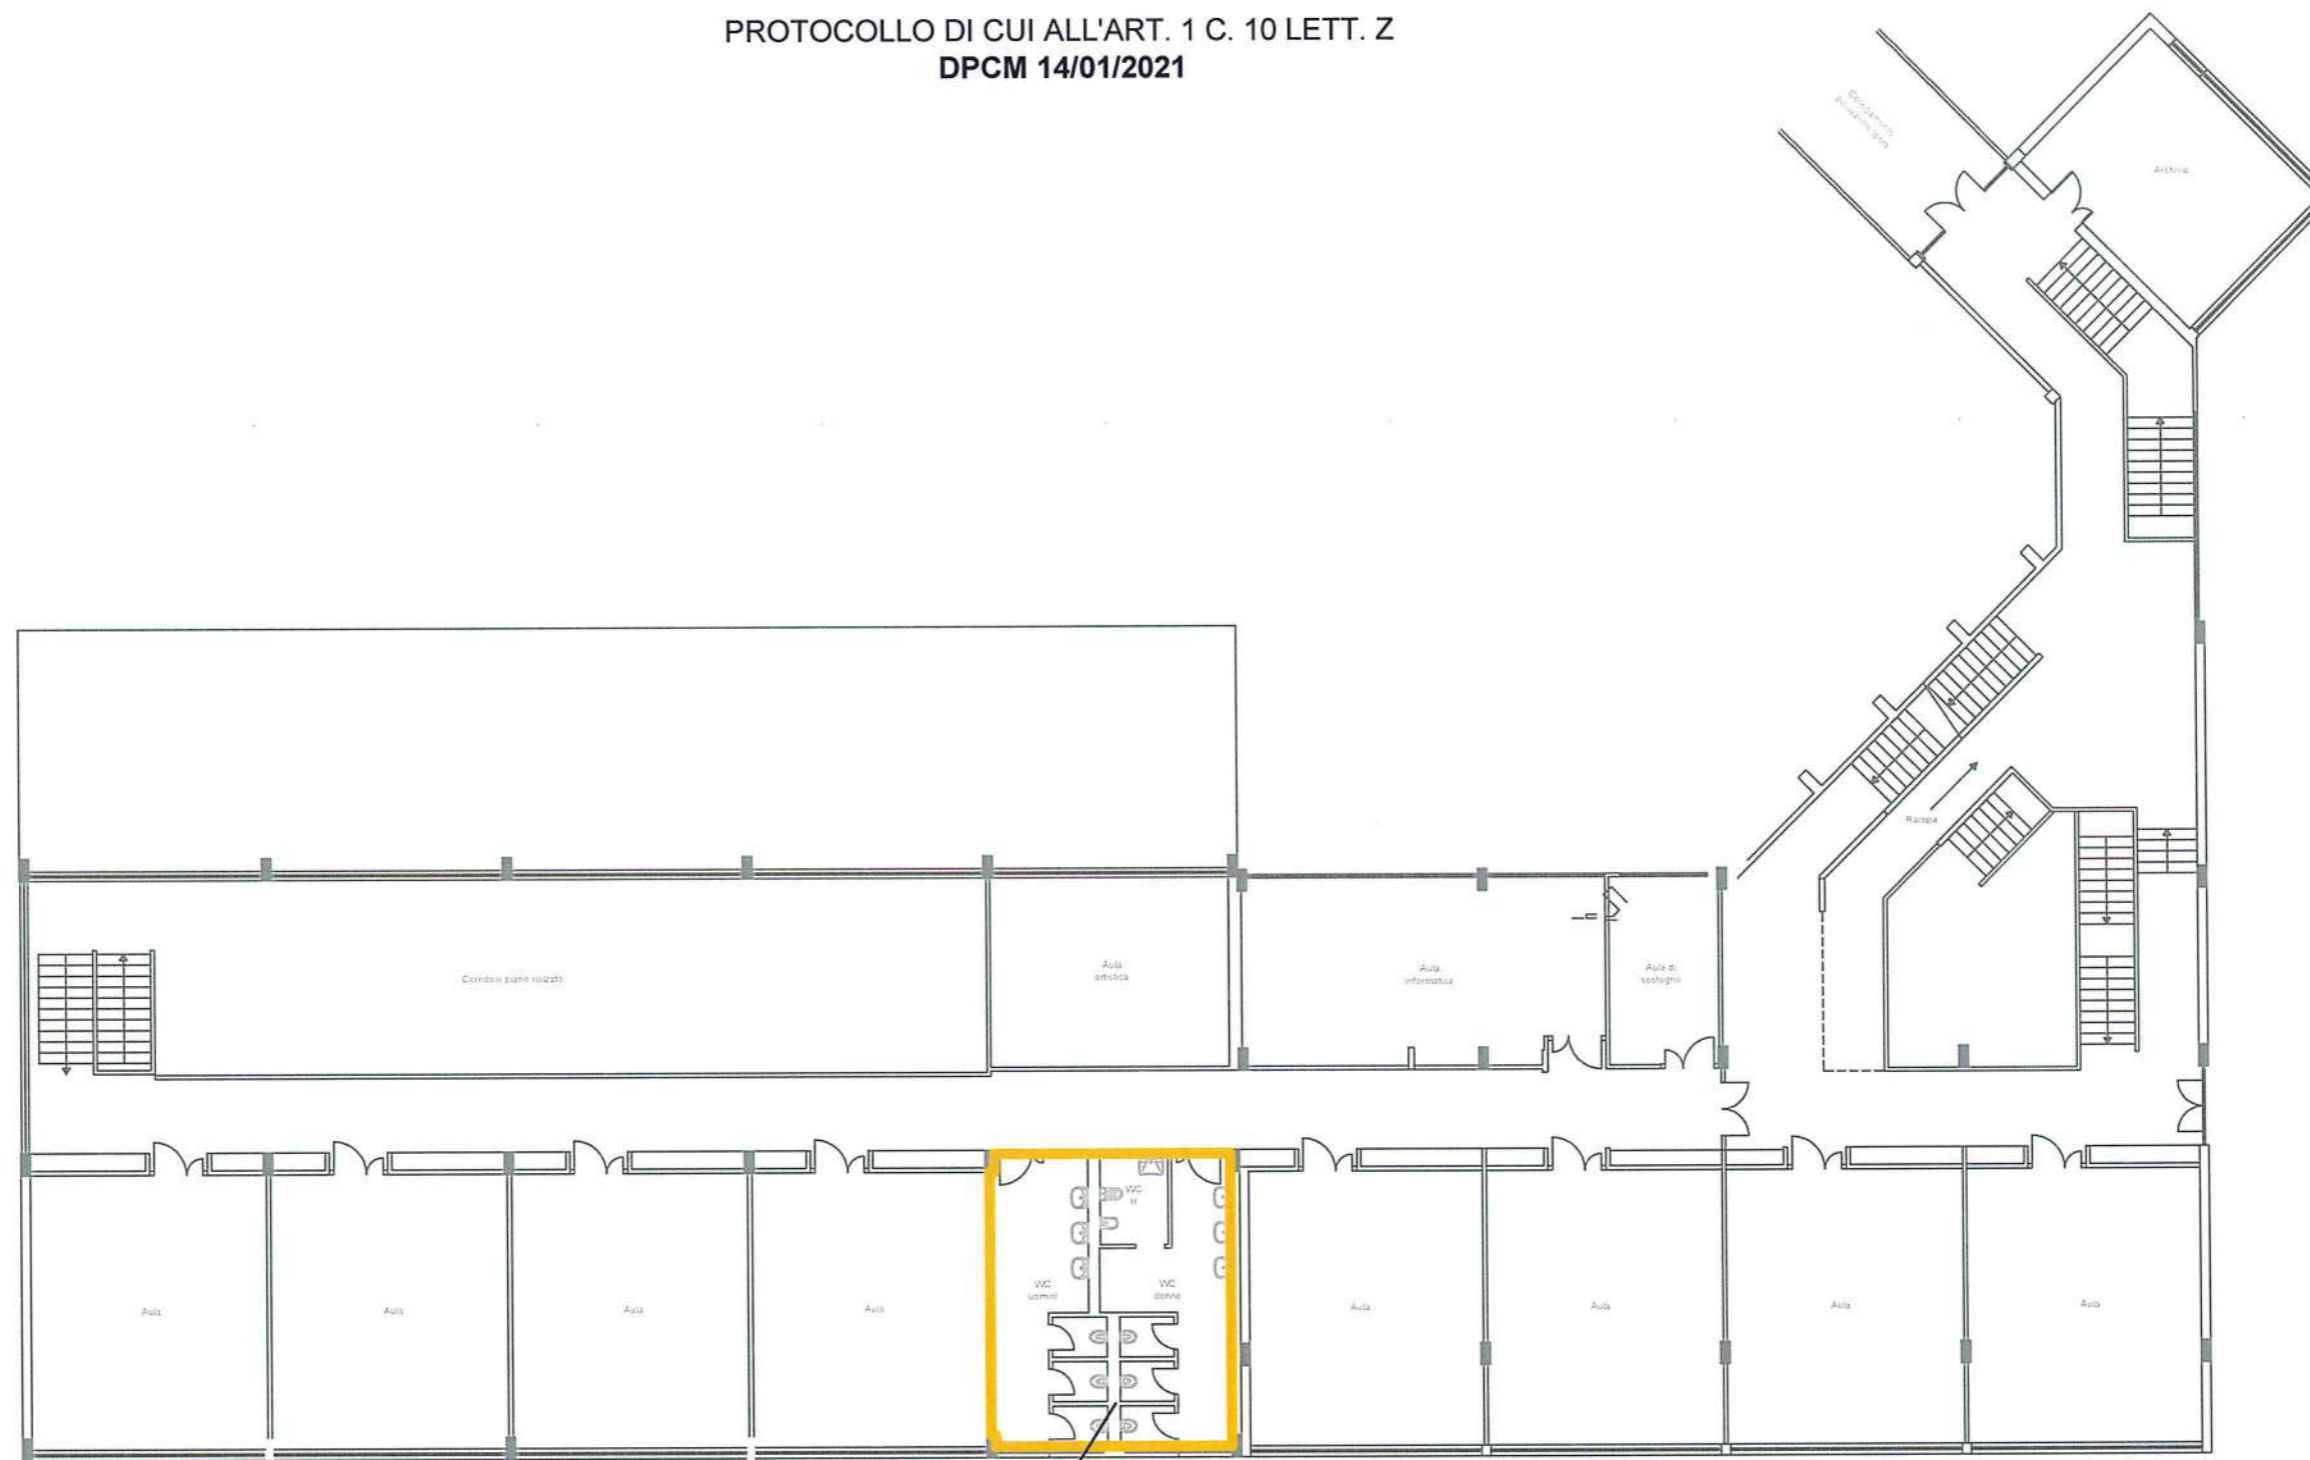 PROTOCOLLO DI CUI ALL'ART. 1 C. 10 LETT. Z
DPCM 14/01/2021
Archivio
Rampa
Corridoio piano rialzato
Aula
artistica
Aula
informatica
Aula di
sostegno
WC
H
WC
uomini
WC
donne
Aula
Aula
Aula
Aula
Aula
Aula
Aula
Aula